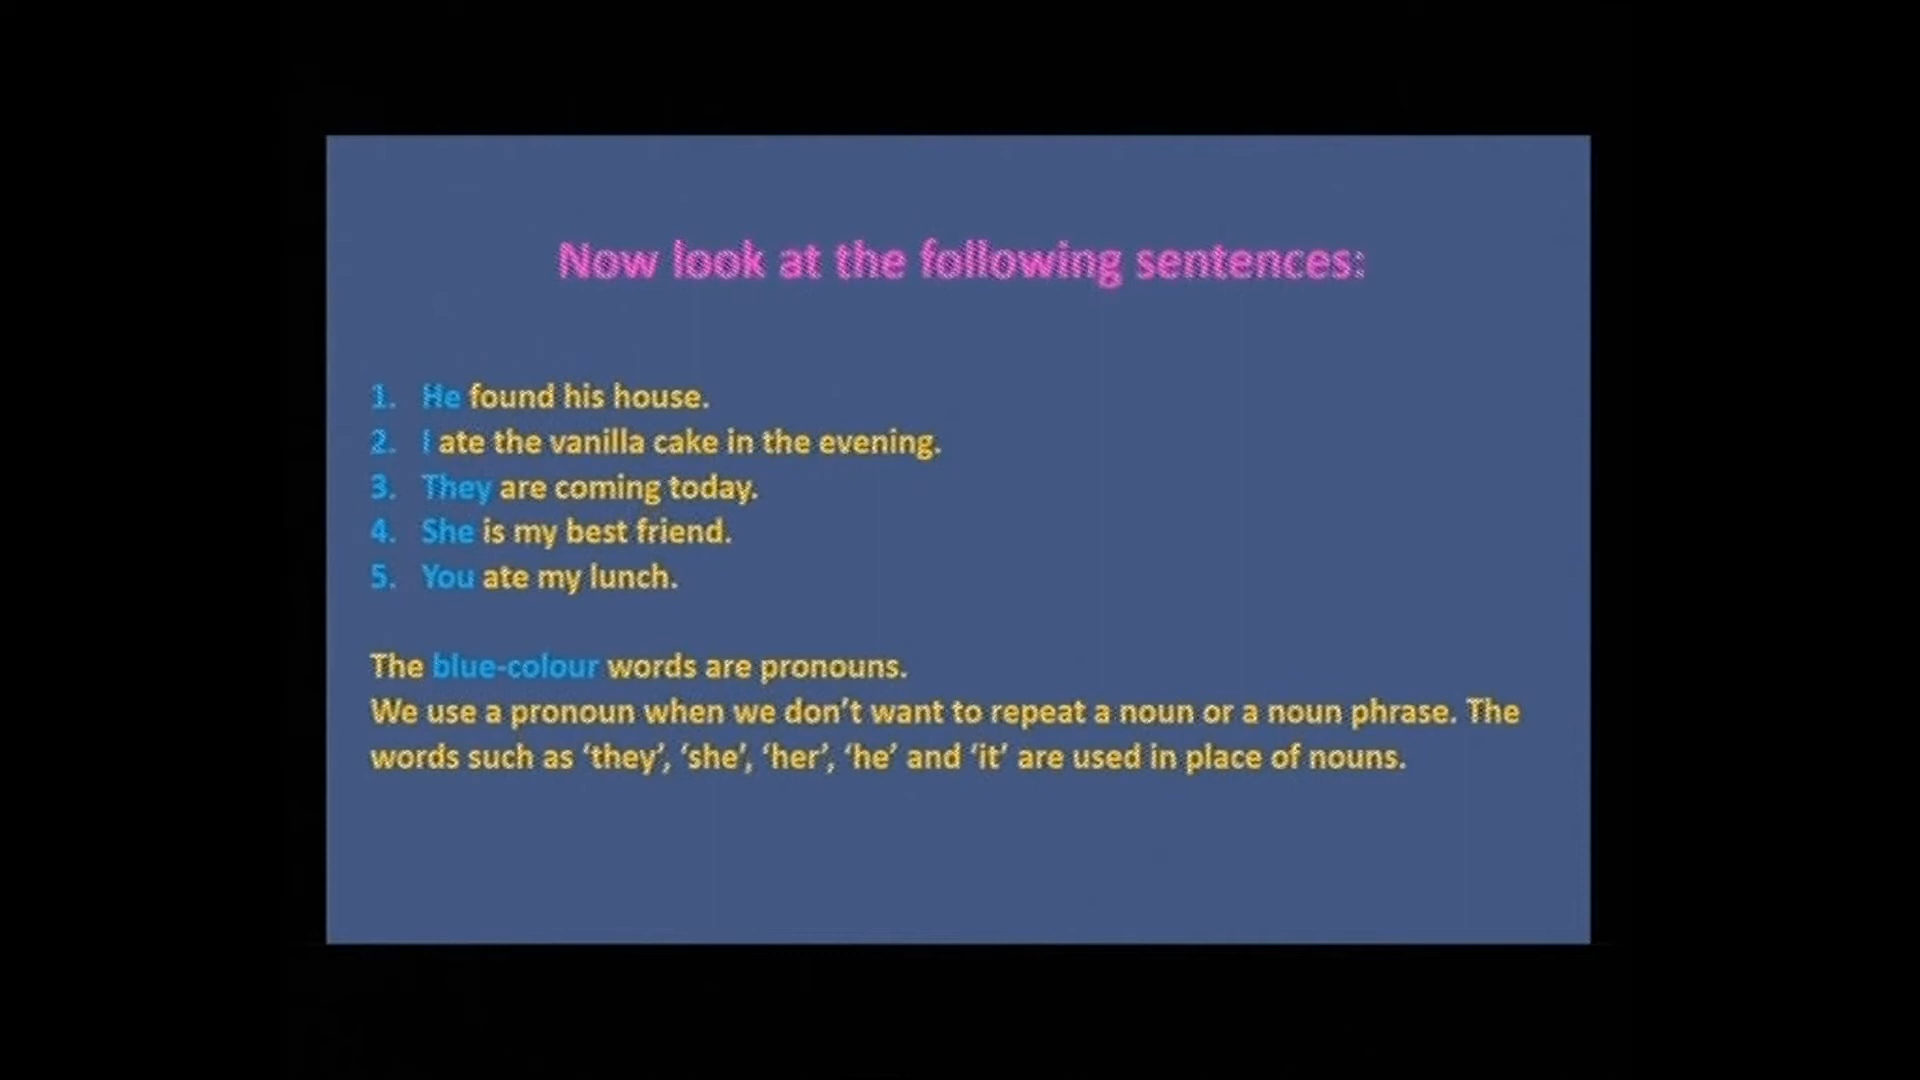 Now look at the following sentences:
1. He found his house.
2. I ate the vanilla cake in the evening.
3. They are coming today.
4. She is my best friend.
5. You ate my lunch.
The blue-colour words are pronouns.
We use a pronoun when we don’t want to repeat a noun or a noun phrase. The
words such as ‘they’, ‘she’, ‘her’, ‘he’ and ‘it’ are used in place of nouns.